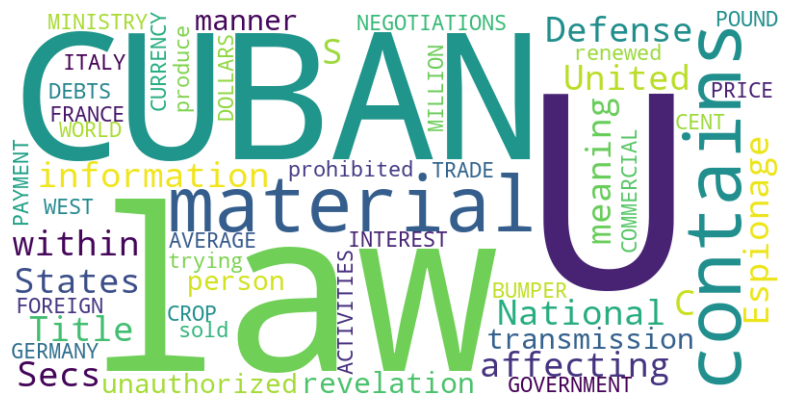 MINISTRY
manner
NEGOTIATIONS
POUND
CUBAN
ITALY
CURRENCY
produce
DOLLARS
S
MILLION
Defense
renewed
DEBTS
United
PRICE
FRANCE
WORLD
U
CENT
contains
PAYMENT
information
prohibited
TRADE
meaning
COMMERCIAL
Espionage
WEST
material
law
within
AVERAGE
INTEREST
trying
States
person
ACTIVITIES
BUMPER
C
FOREIGN
CROP
National
Title
sold
transmission
GERMANY
affecting
Secs
unauthorized
revelation
GOVERNMENT